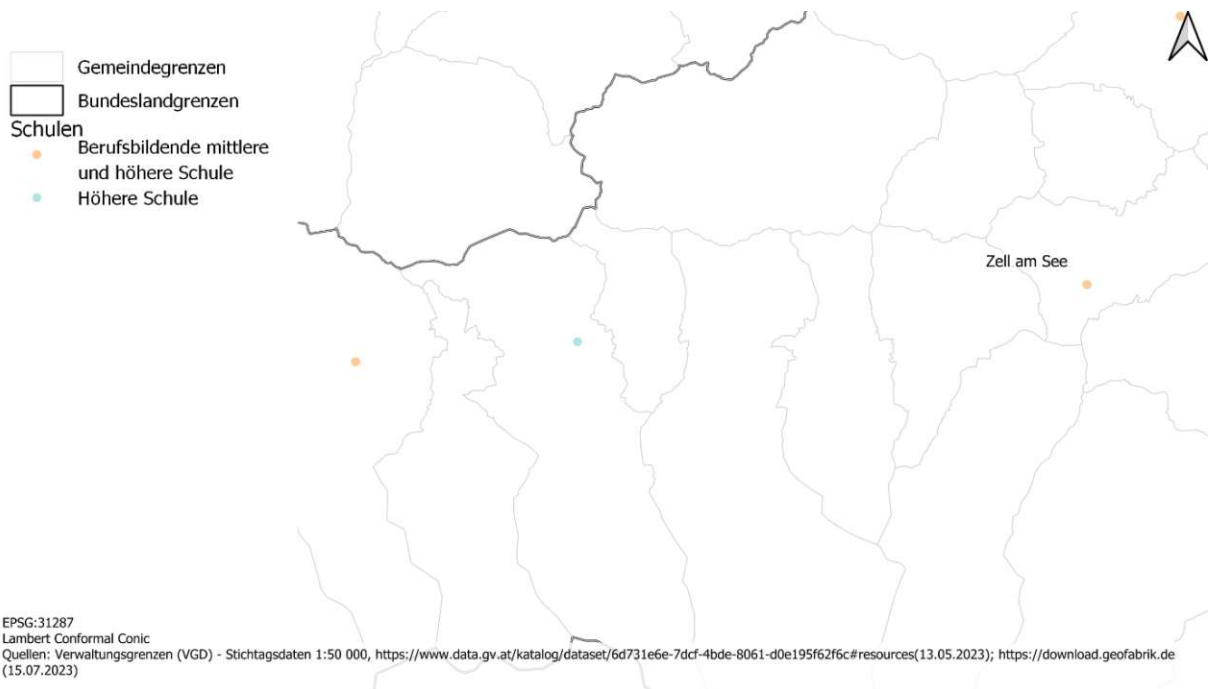 Gemeindegrenzen
Bundeslandgrenzen
Schulen
Berufsbildende mittlere
und höhere Schule
Höhere Schule
Zell am See
EPSG:31287
Lambert Conformal Conic
Quellen: Verwaltungsgrenzen (VGD) - Stichtagsdaten 1:50 000, https://www.data.gv.at/katalog/dataset/6d731e6e-7dcf-4bde-8061-d0e195f62f6c#resources(13.05.2023); https://download.geofabrik.de
(15.07.2023)